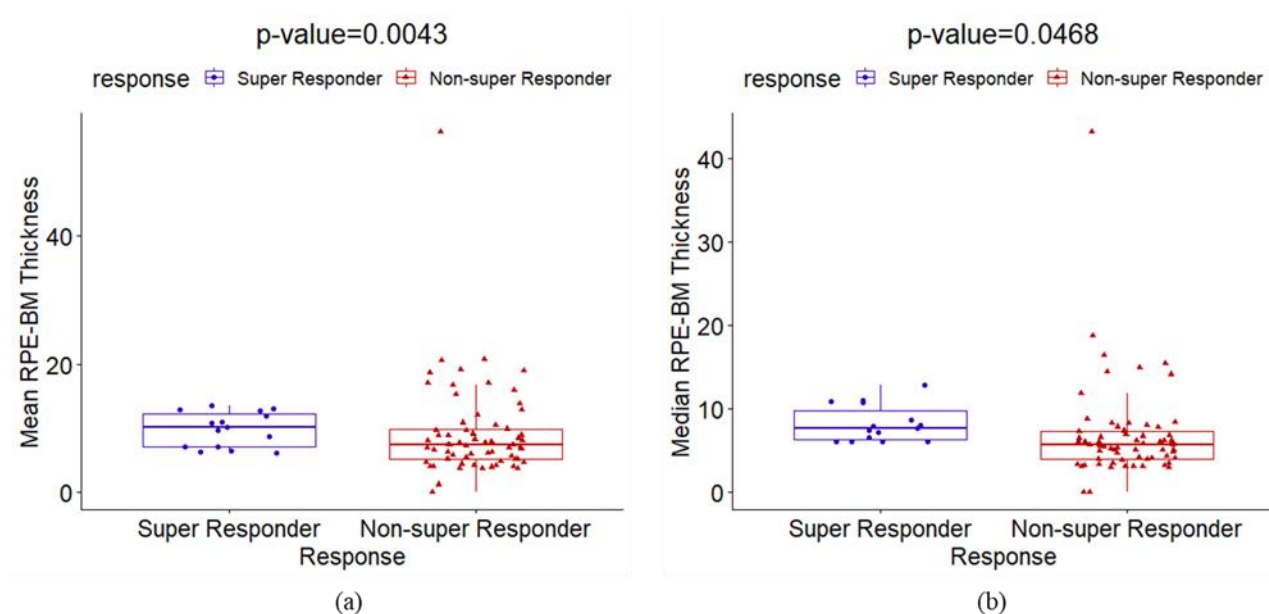 p-value=0.0043
response Super Responder Non-super Responder
Mean RPE-BM Thickness
40
20
0
Super Responder Non-super Responder
Response
(a)
p-value=0.0468
response Super Responder Non-super Responder
Median RPE-BM Thickness
40
30
20
10
0
Super Responder Non-super Responder
Response
(b)